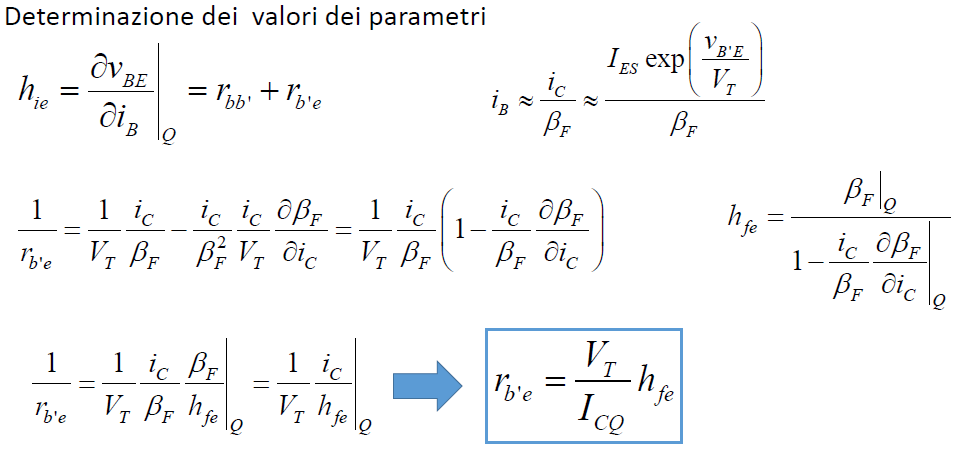 Determinazione dei valori dei parametri
h_{ie} = \left. \frac{\partial v_{BE}}{\partial i_B} \right|_Q = r_{bb'} + r_{b'e}
i_B \approx \frac{i_C}{\beta_F} \approx \frac{I_{ES} \exp\left(\frac{v_{B'E}}{V_T}\right)}{\beta_F}
\frac{1}{r_{b'e}} = \frac{1}{V_T} \frac{i_C}{\beta_F} - \frac{i_C}{\beta_F^2} \frac{i_C}{V_T} \frac{\partial \beta_F}{\partial i_C} = \frac{1}{V_T} \frac{i_C}{\beta_F} \left( 1 - \frac{i_C}{\beta_F} \frac{\partial \beta_F}{\partial i_C} \right)
h_{fe} = \frac{\left. \beta_F \right|_Q}{1 - \left. \frac{i_C}{\beta_F} \frac{\partial \beta_F}{\partial i_C} \right|_Q}
\frac{1}{r_{b'e}} = \left. \frac{1}{V_T} \frac{i_C}{\beta_F} \frac{\beta_F}{h_{fe}} \right|_Q = \left. \frac{1}{V_T} \frac{i_C}{h_{fe}} \right|_Q
r_{b'e} = \frac{V_T}{I_{CQ}} h_{fe}